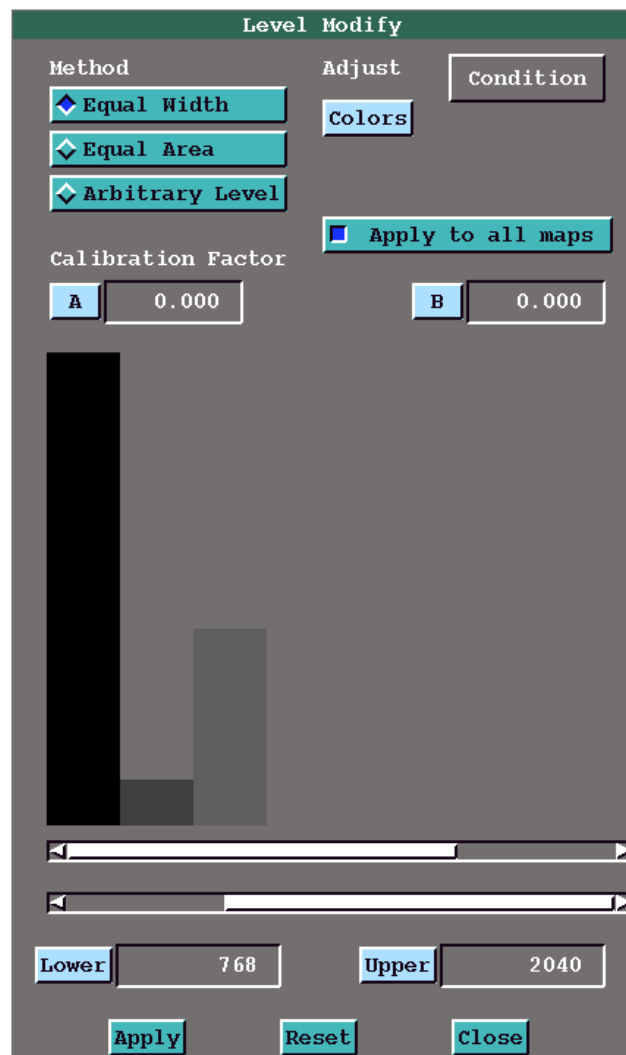 Level Modify
Method
Adjust
Condition
Equal Width
Colors
Equal Area
Arbitrary Level
Apply to all maps
Calibration Factor
A 0.000 B 0.000
Lower 768 Upper 2040
Apply Reset Close